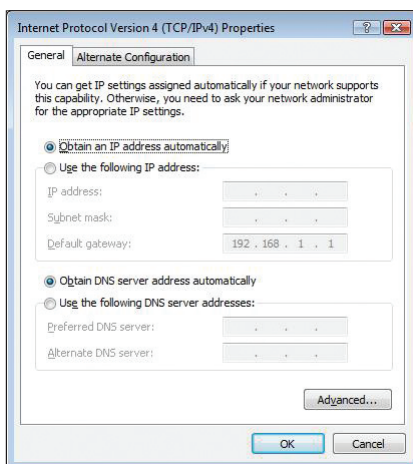 Internet Protocol Version 4 (TCP/IPv4) Properties
General Alternate Configuration
You can get IP settings assigned automatically if your network supports
this capability. Otherwise, you need to ask your network administrator
for the appropriate IP settings.
Obtain an IP address automatically
Use the following IP address:
IP address: . . .
Subnet mask: . . .
Default gateway: 192 . 168 . 1 . 1
Obtain DNS server address automatically
Use the following DNS server addresses:
Preferred DNS server: . . .
Alternate DNS server: . . .
Advanced...
OK Cancel